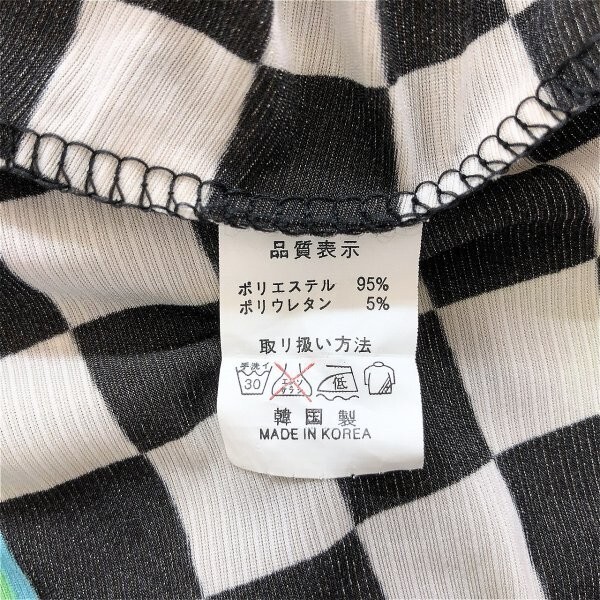 品質表示
ポリエステル 95%
ポリウレタン 5%
取り扱い方法
手洗イ 30 エンソサラシ 低
韓国製
MADE IN KOREA